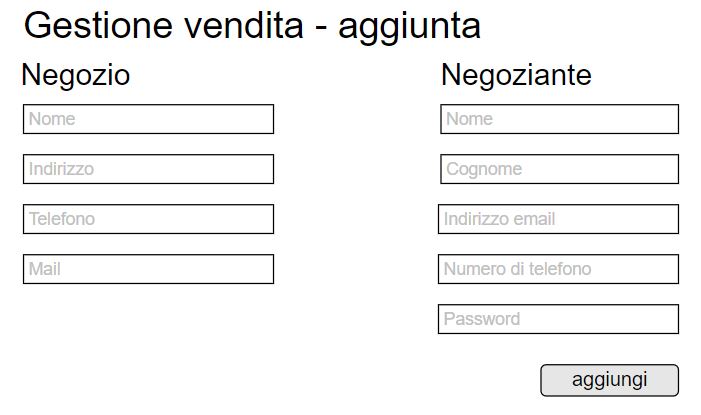 Gestione vendita - aggiunta
Negozio
Nome
Indirizzo
Telefono
Mail
Negoziante
Nome
Cognome
Indirizzo email
Numero di telefono
Password
aggiungi